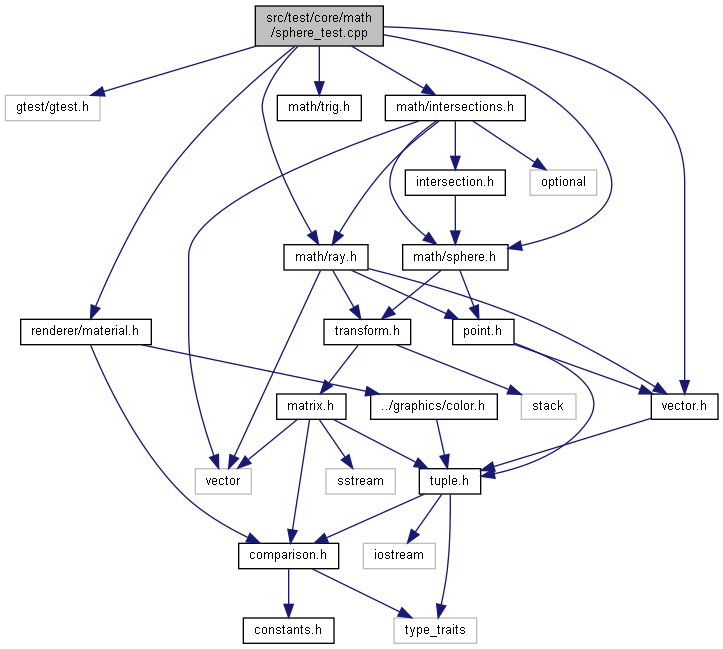 src/test/core/math
/sphere_test.cpp
gtest/gtest.h
math/trig.h
math/intersections.h
intersection.h
optional
math/ray.h
math/sphere.h
renderer/material.h
transform.h
point.h
matrix.h
../graphics/color.h
stack
vector.h
vector
sstream
tuple.h
comparison.h
iostream
constants.h
type_traits